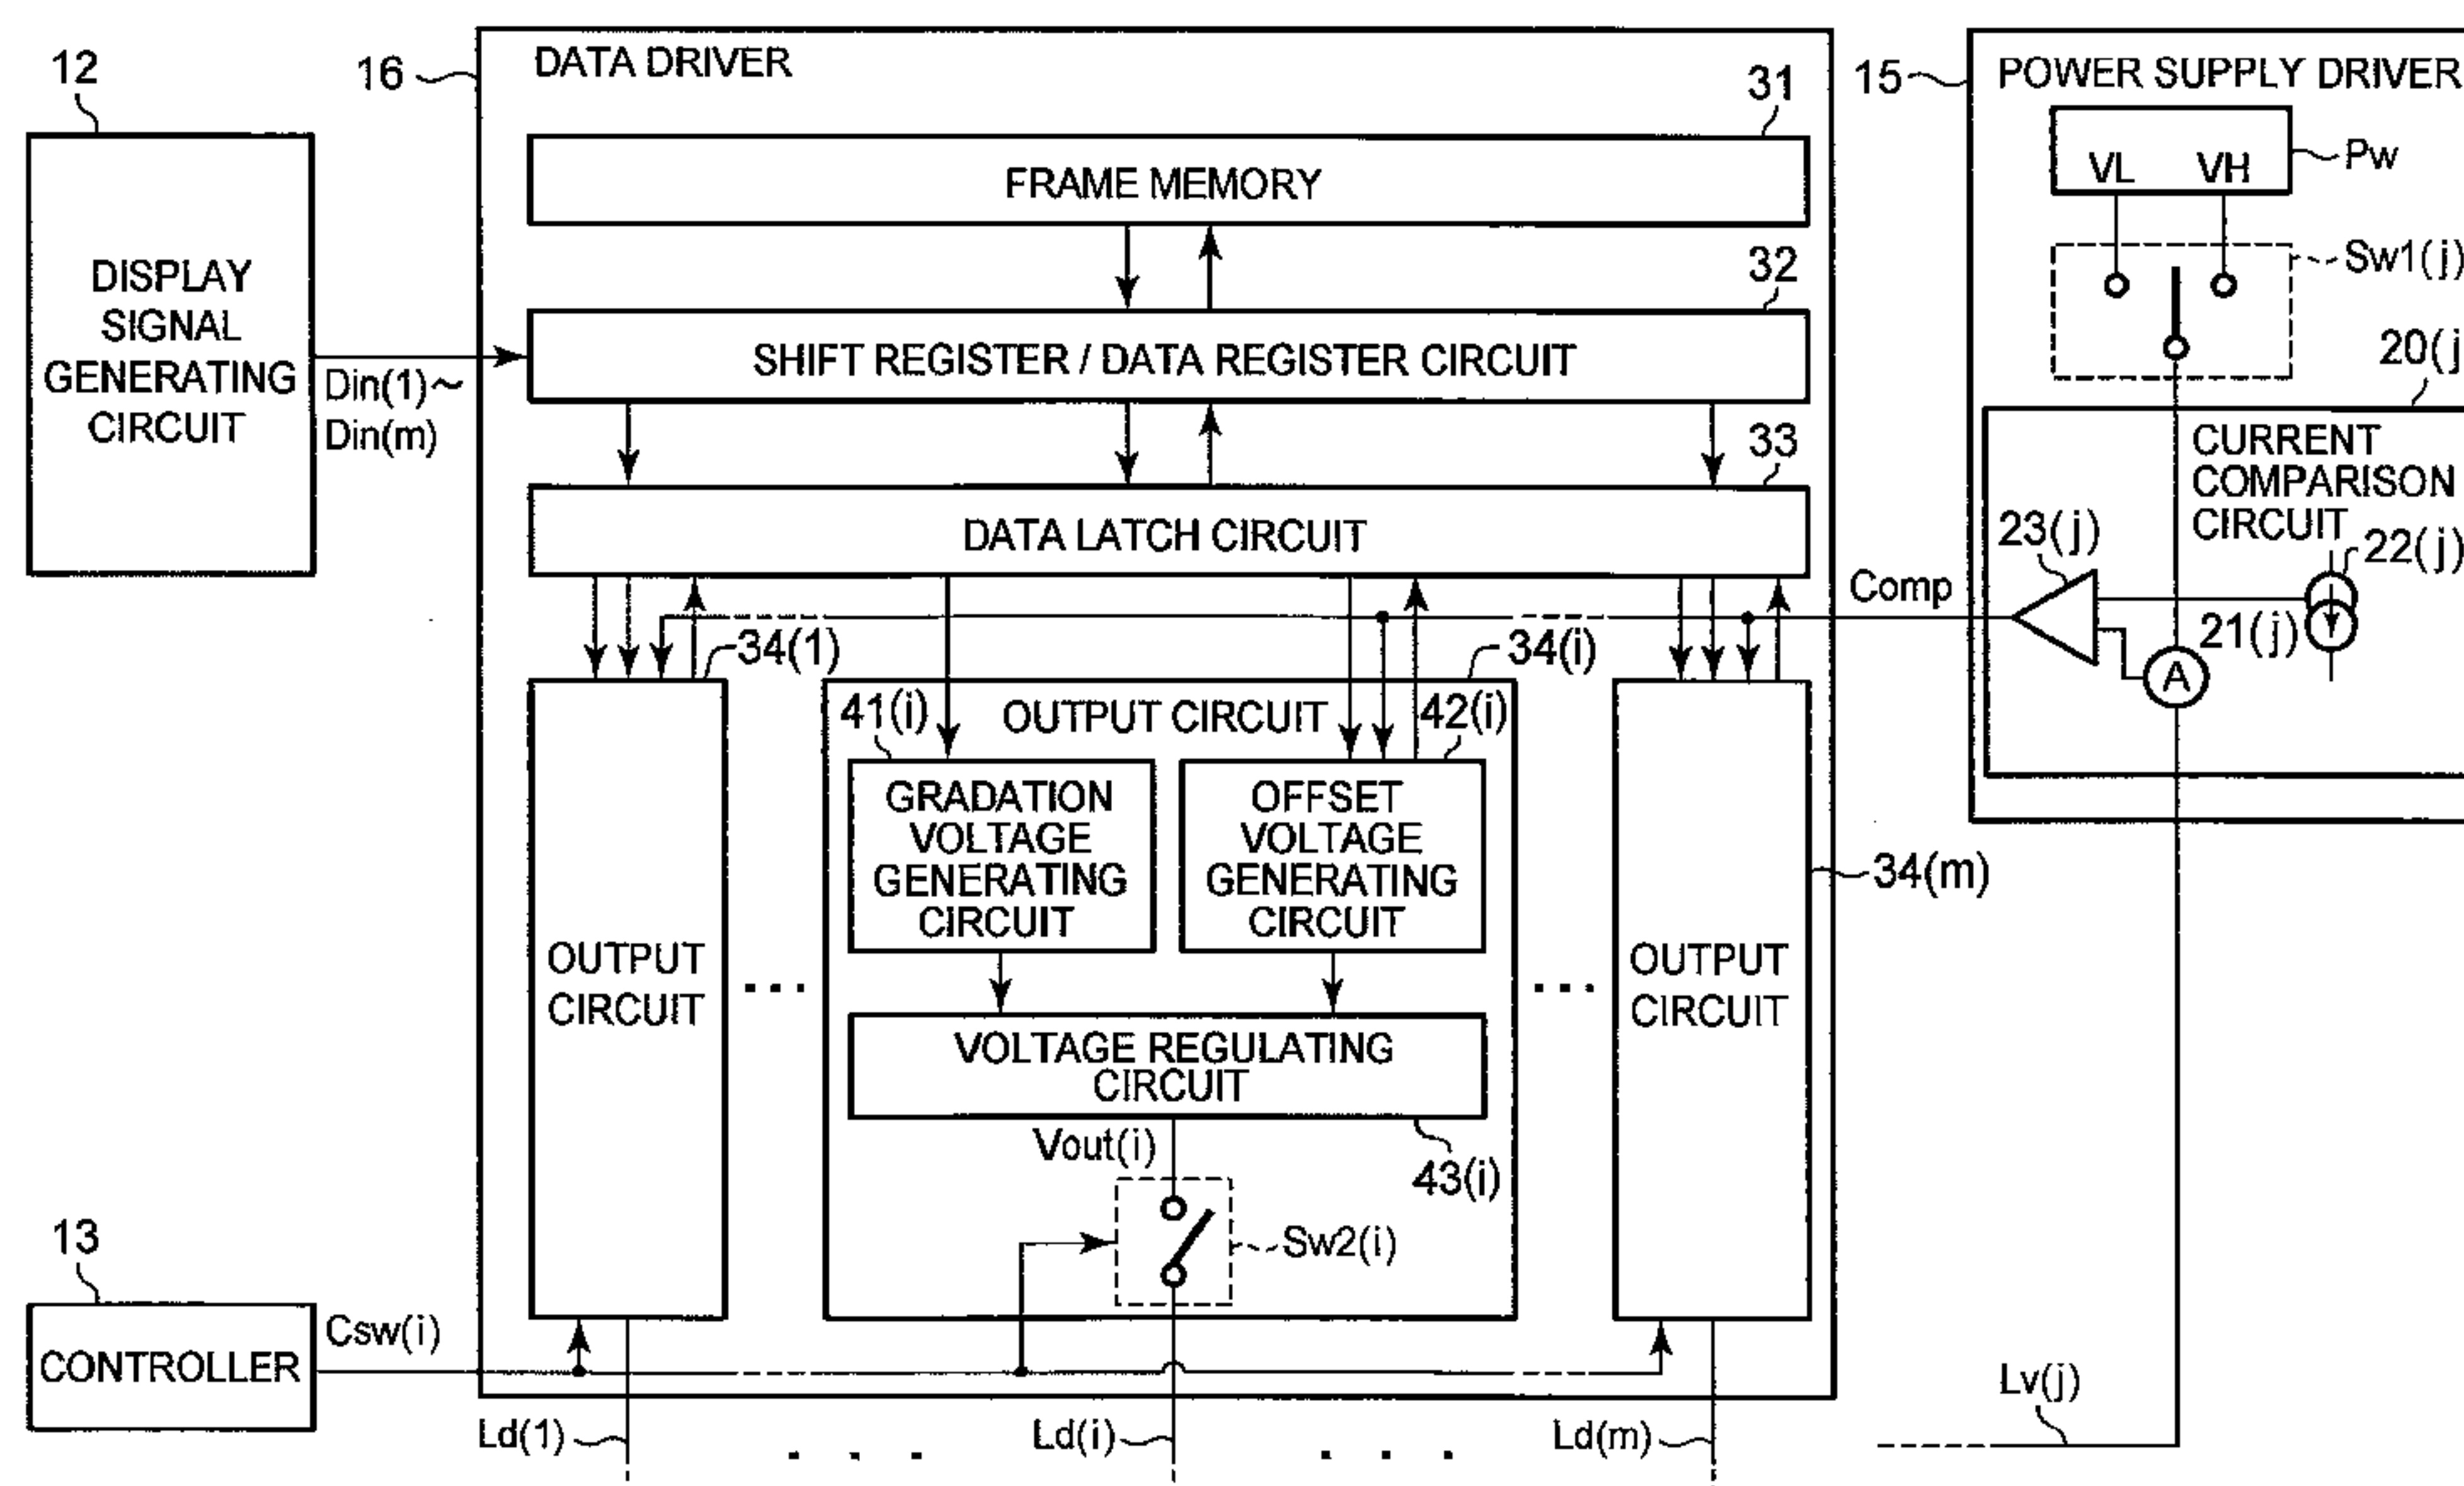 12
16
DATA DRIVER
15
POWER SUPPLY DRIVER
31
FRAME MEMORY
VL VH
Pw
Sw1(j)
32
SHIFT REGISTER / DATA REGISTER CIRCUIT
DISPLAY
SIGNAL
GENERATING
CIRCUIT
Din(1)~
Din(m)
20(j
33
DATA LATCH CIRCUIT
CURRENT
COMPARISON
CIRCUIT
23(j)
22(j)
21(j)
A
Comp
34(1)
34(i)
41(i)
OUTPUT CIRCUIT
42(i)
GRADATION
VOLTAGE
GENERATING
CIRCUIT
OFFSET
VOLTAGE
GENERATING
CIRCUIT
34(m)
OUTPUT
CIRCUIT
...
...
OUTPUT
CIRCUIT
VOLTAGE REGULATING
CIRCUIT
Vout(i)
43(i)
Sw2(i)
13
CONTROLLER
Csw(i)
Ld(1)
. . .
Ld(i)
. . .
Ld(m)
Lv(j)